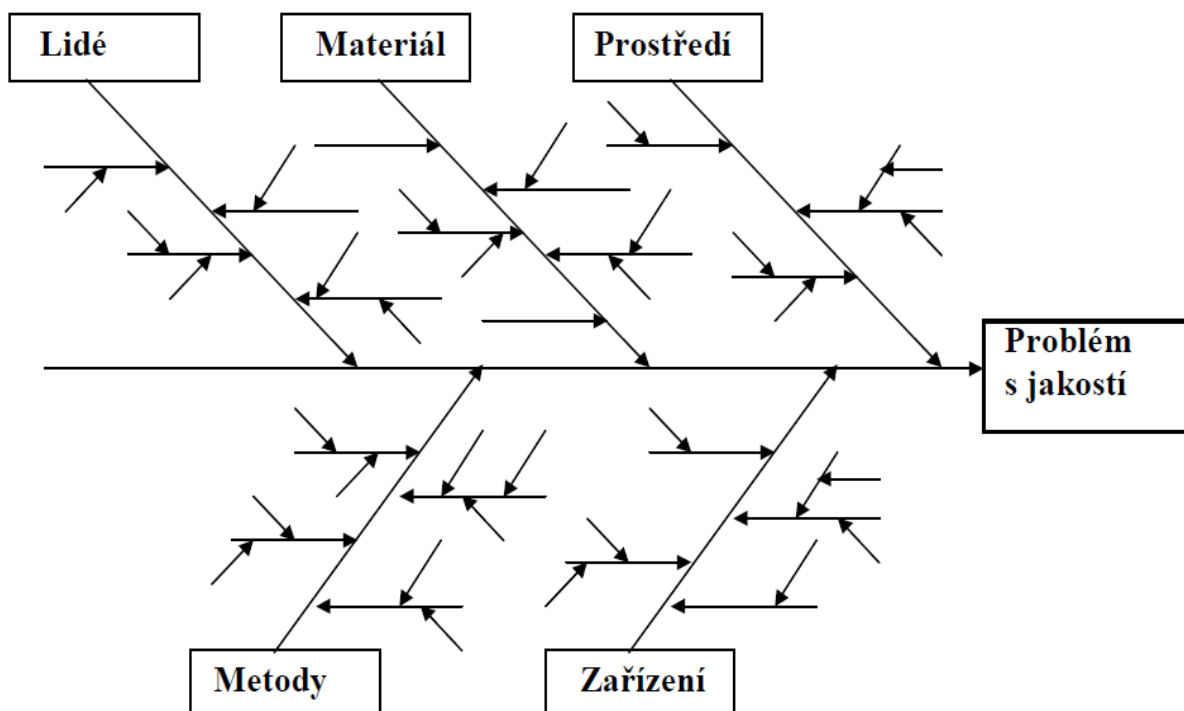 Lidé
Materiál
Prostředí
Problém
s jakostí
Metody
Zařízení